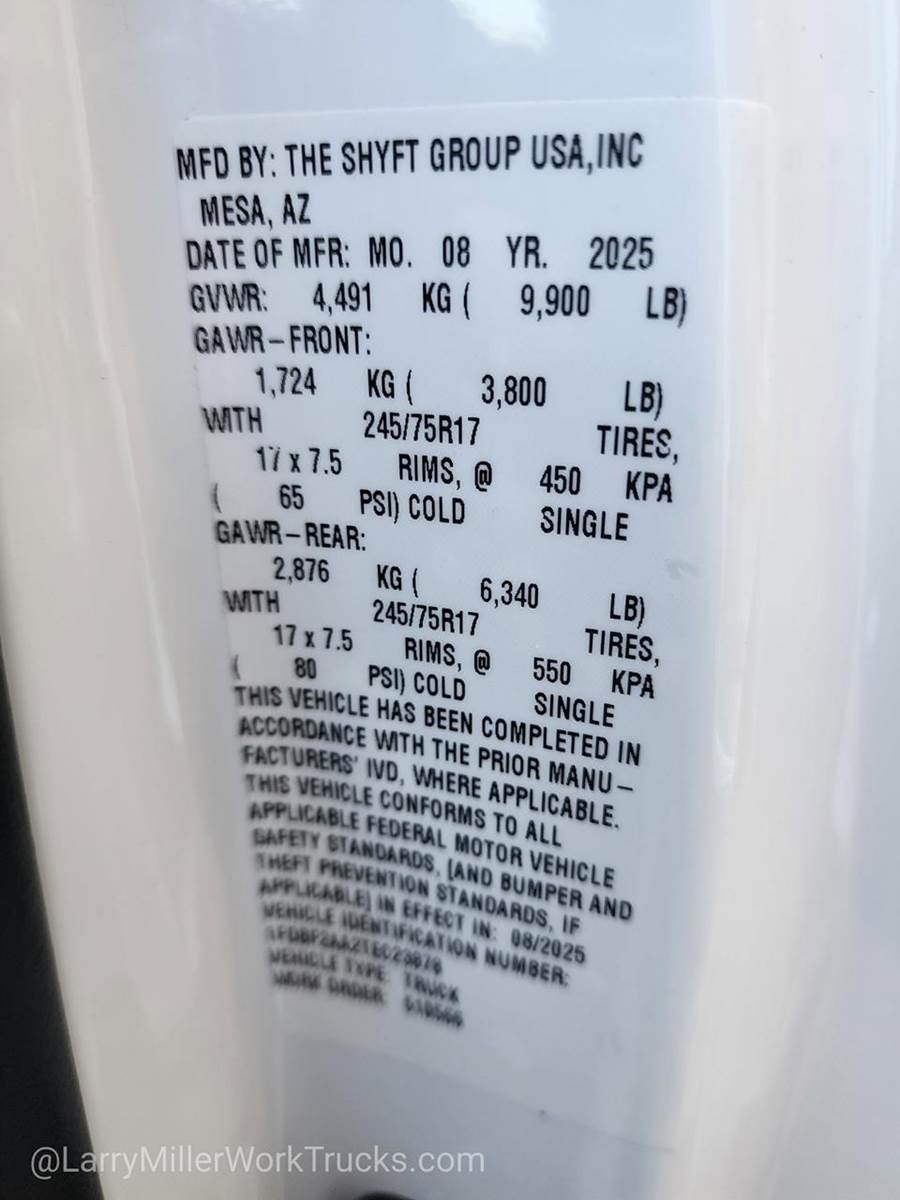 MFD BY: THE SHYFT GROUP USA,INC
MESA, AZ
DATE OF MFR: MO. 08 YR. 2025
GVWR: 4,491 KG ( 9,900 LB)
GAWR-FRONT:
1,724 KG ( 3,800 LB)
WITH 245/75R17 TIRES,
17 x 7.5 RIMS, @ 450 KPA
( 65 PSI) COLD SINGLE
GAWR-REAR:
2,876 KG ( 6,340 LB)
WITH 245/75R17 TIRES,
17 x 7.5 RIMS, @ 550 KPA
( 80 PSI) COLD SINGLE
THIS VEHICLE HAS BEEN COMPLETED IN
ACCORDANCE WITH THE PRIOR MANU-
FACTURERS' IVD, WHERE APPLICABLE.
THIS VEHICLE CONFORMS TO ALL
APPLICABLE FEDERAL MOTOR VEHICLE
SAFETY STANDARDS, [AND BUMPER AND
THEFT PREVENTION STANDARDS, IF
APPLICABLE] IN EFFECT IN: 08/2025
VEHICLE IDENTIFICATION NUMBER:
VEHICLE TYPE: TRUCK
WORK ORDER:
@LarryMillerWorkTrucks.com